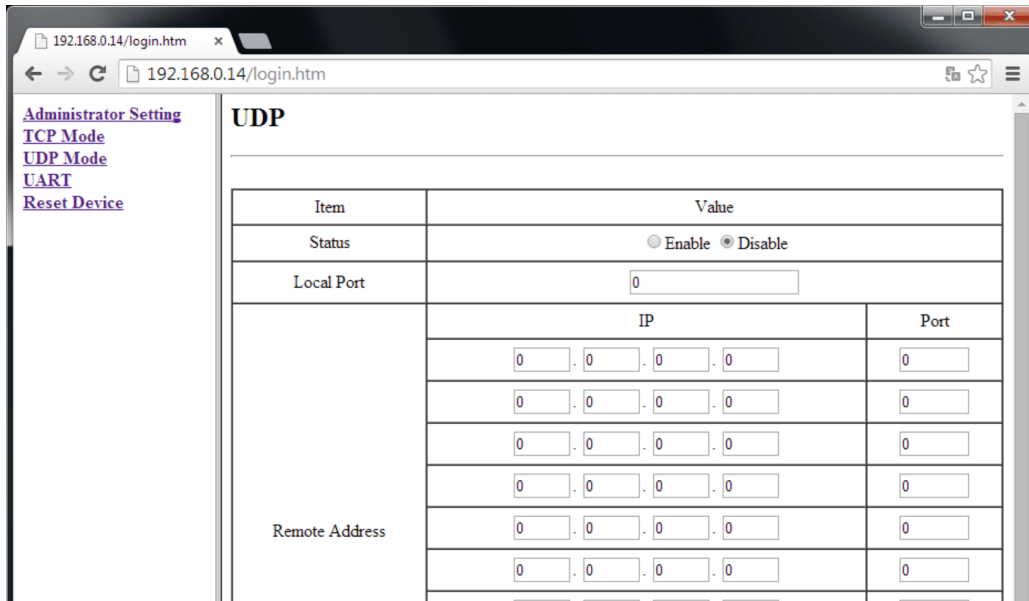 192.168.0.14/login.htm
192.168.0.14/login.htm
Administrator Setting
TCP Mode
UDP Mode
UART
Reset Device
UDP
Item Value
Status Enable Disable
Local Port 0
IP Port
0 . 0 . 0 . 0 0
0 . 0 . 0 . 0 0
0 . 0 . 0 . 0 0
0 . 0 . 0 . 0 0
Remote Address 0 . 0 . 0 . 0 0
0 . 0 . 0 . 0 0